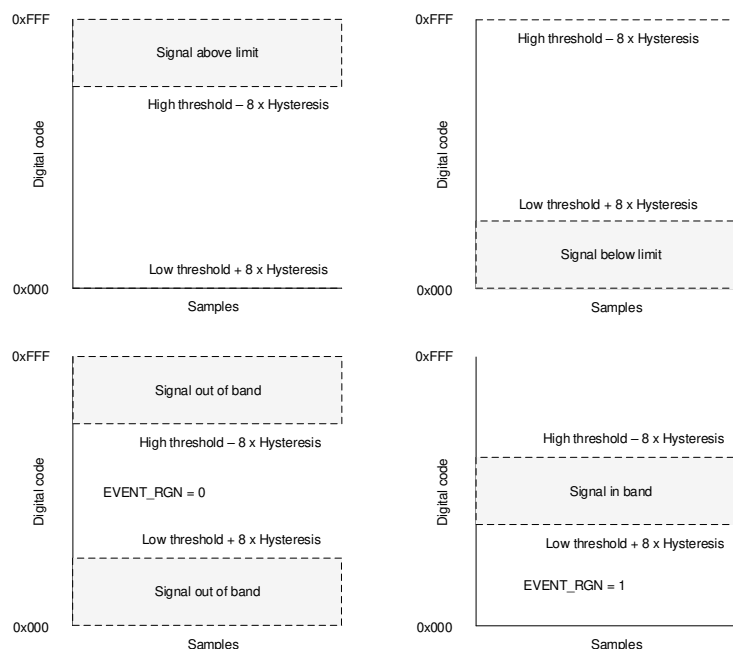 0xFFF
Signal above limit
High threshold – 8 x Hysteresis
Digital code
Low threshold + 8 x Hysteresis
0x000
Samples
0xFFF
High threshold – 8 x Hysteresis
Digital code
Low threshold + 8 x Hysteresis
Signal below limit
0x000
Samples
0xFFF
Signal out of band
High threshold – 8 x Hysteresis
Digital code
EVENT_RGN = 0
Low threshold + 8 x Hysteresis
Signal out of band
0x000
Samples
0xFFF
High threshold – 8 x Hysteresis
Digital code
Signal in band
Low threshold + 8 x Hysteresis
EVENT_RGN = 1
0x000
Samples